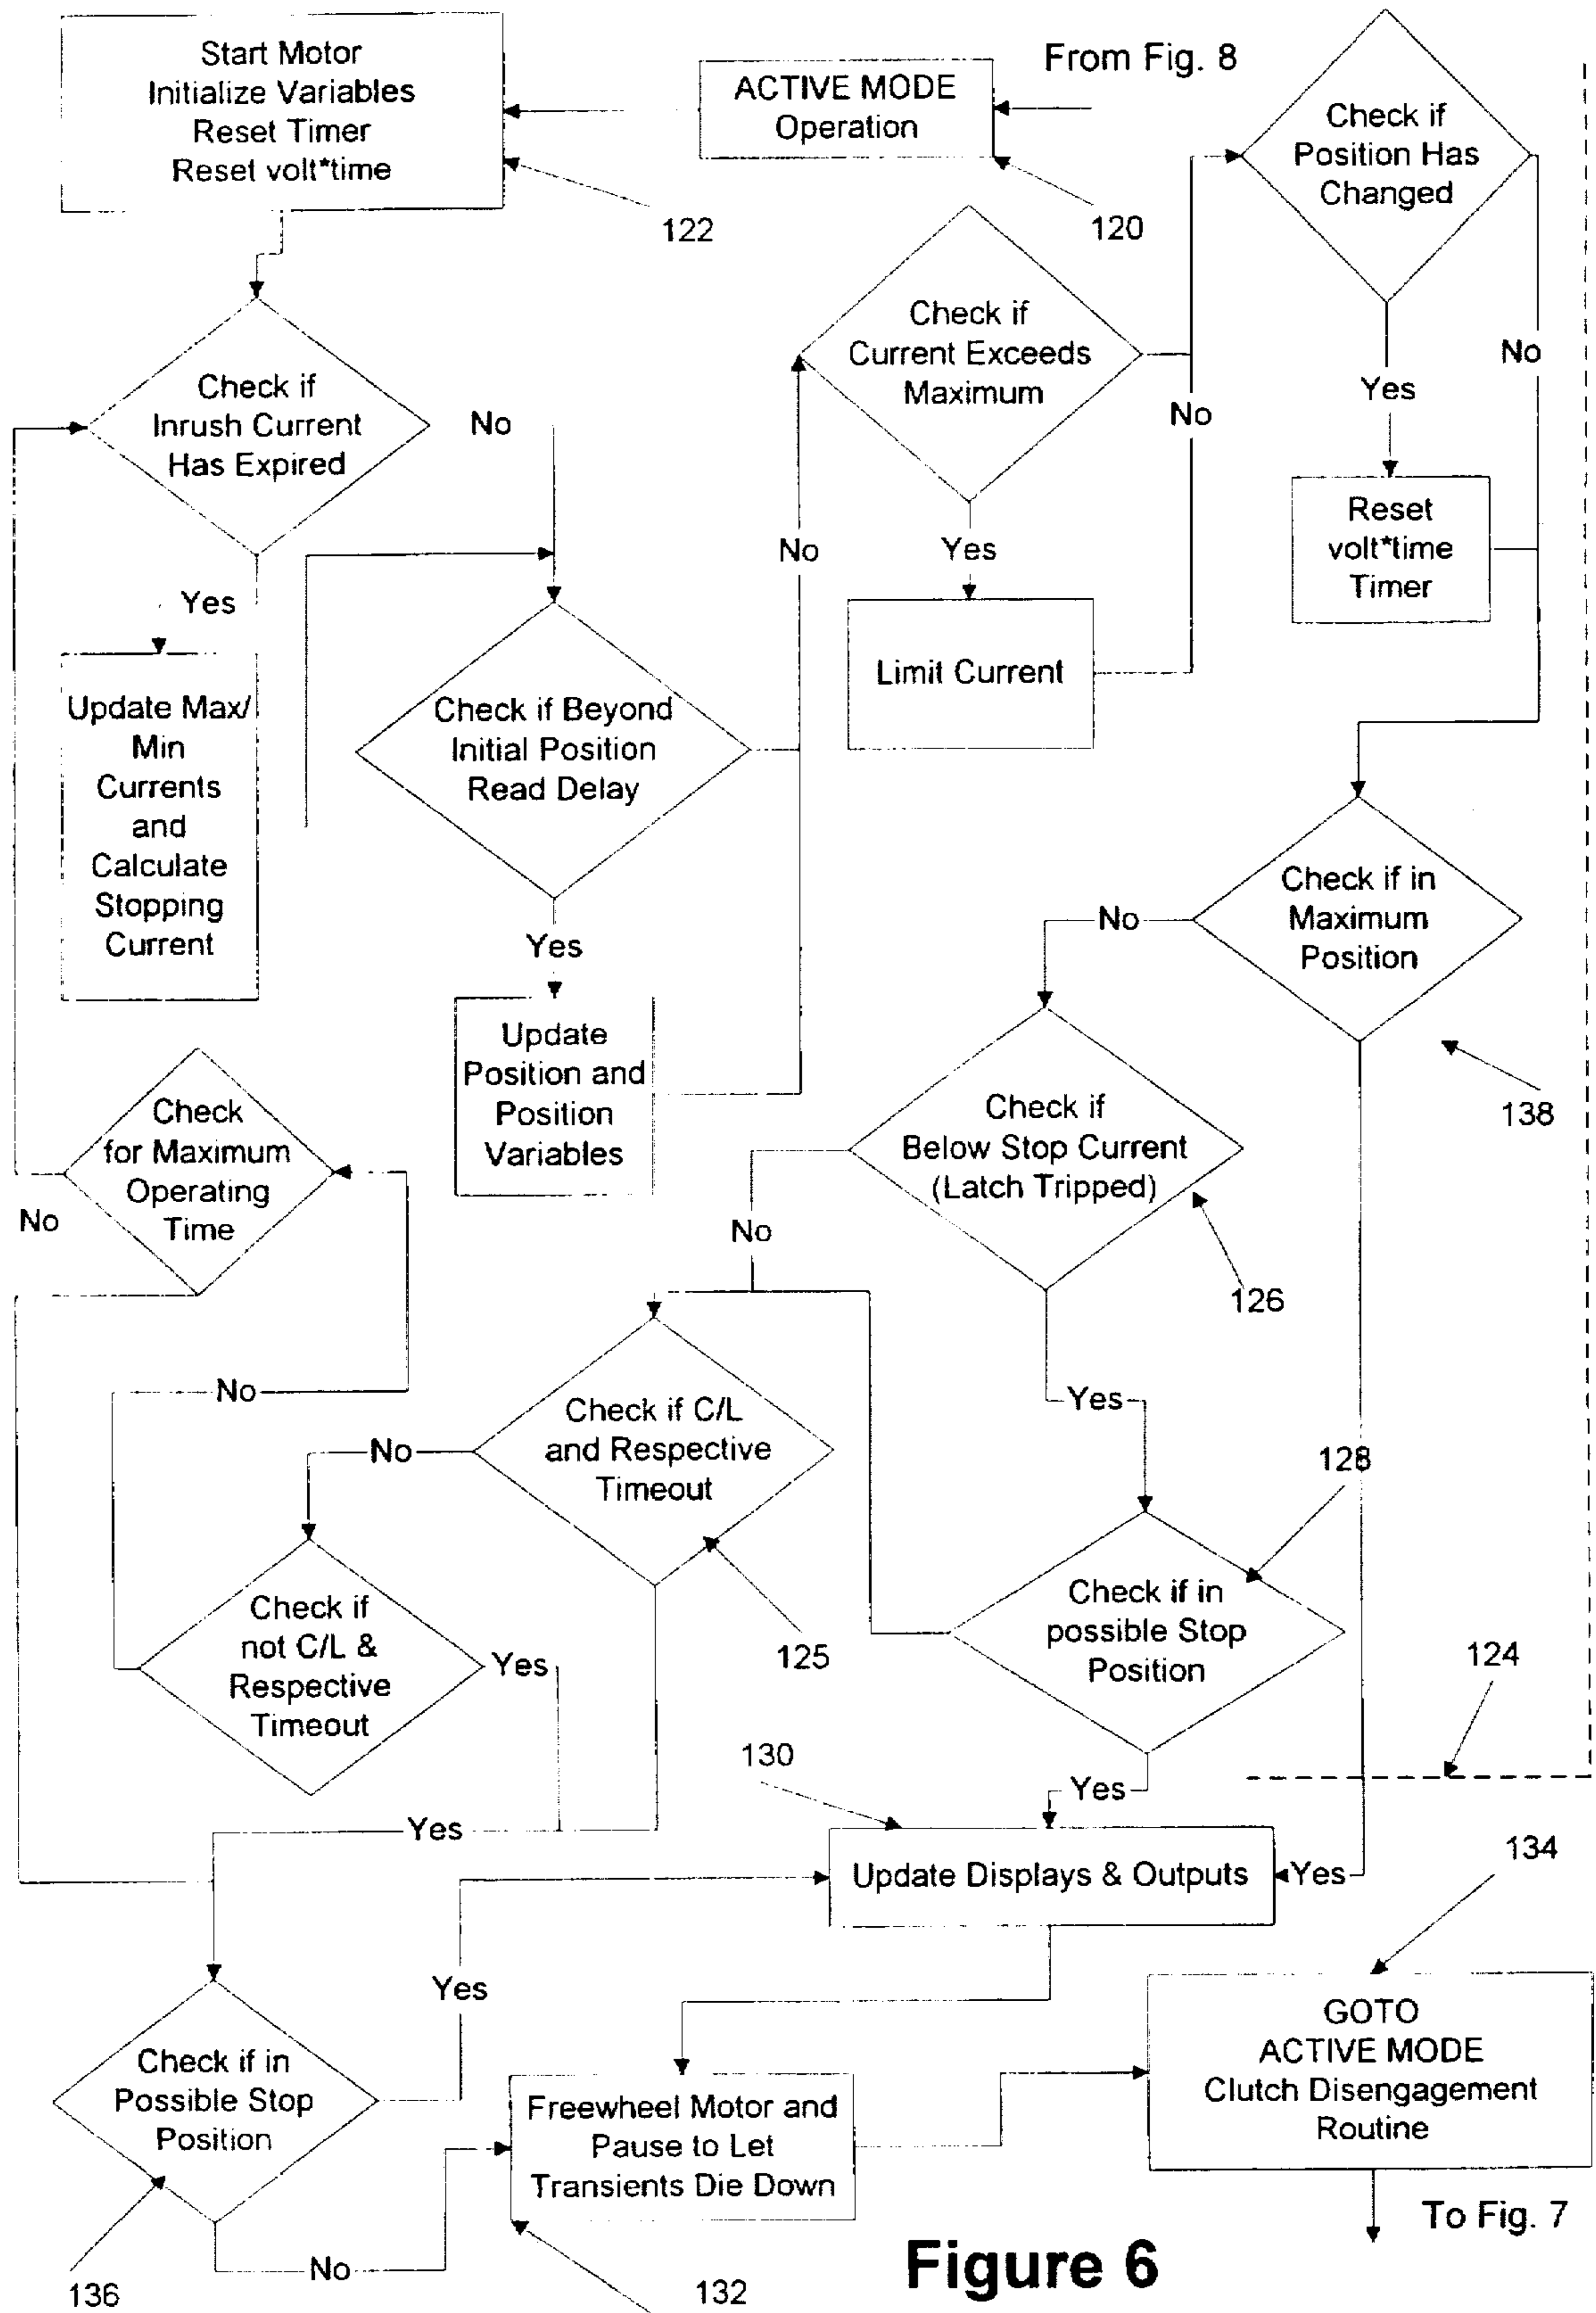 Start Motor
Initialize Variables
Reset Timer
Reset volt*time
122
ACTIVE MODE
Operation
From Fig. 8
120
Check if
Position Has
Changed
No
Yes
Reset
volt*time
Timer
Check if
Current Exceeds
Maximum
No
Yes
Limit Current
Check if
Inrush Current
Has Expired
No
Yes
Update Max/
Min
Currents
and
Calculate
Stopping
Current
Check if Beyond
Initial Position
Read Delay
No
Yes
Update
Position and
Position
Variables
Check if in
Maximum
Position
No
138
Check if
Below Stop Current
(Latch Tripped)
No
126
Yes
Check
for Maximum
Operating
Time
No
No
Check if C/L
and Respective
Timeout
No
125
128
Check if
not C/L &
Respective
Timeout
Yes
Check if in
possible Stop
Position
124
130
Yes
Yes
Update Displays & Outputs
Yes
134
Yes
Check if in
Possible Stop
Position
136
No
Freewheel Motor and
Pause to Let
Transients Die Down
132
GOTO
ACTIVE MODE
Clutch Disengagement
Routine
To Fig. 7
Figure 6